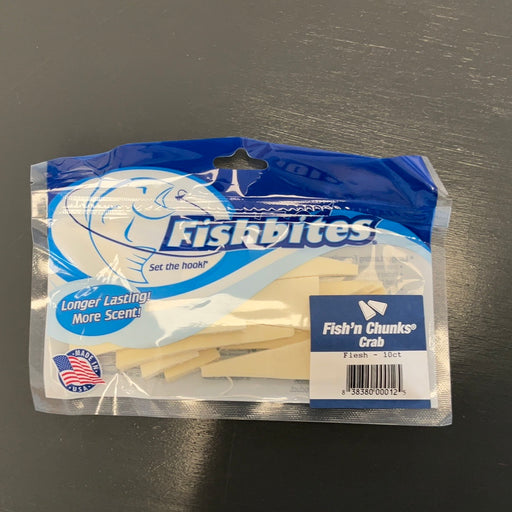 Fishbites®
Set the hook!®
Longer Lasting!
More Scent!
MADE IN
U.S.A.
Fish'n Chunks®
Crab
Flesh - 10ct
8 38380 00012 5